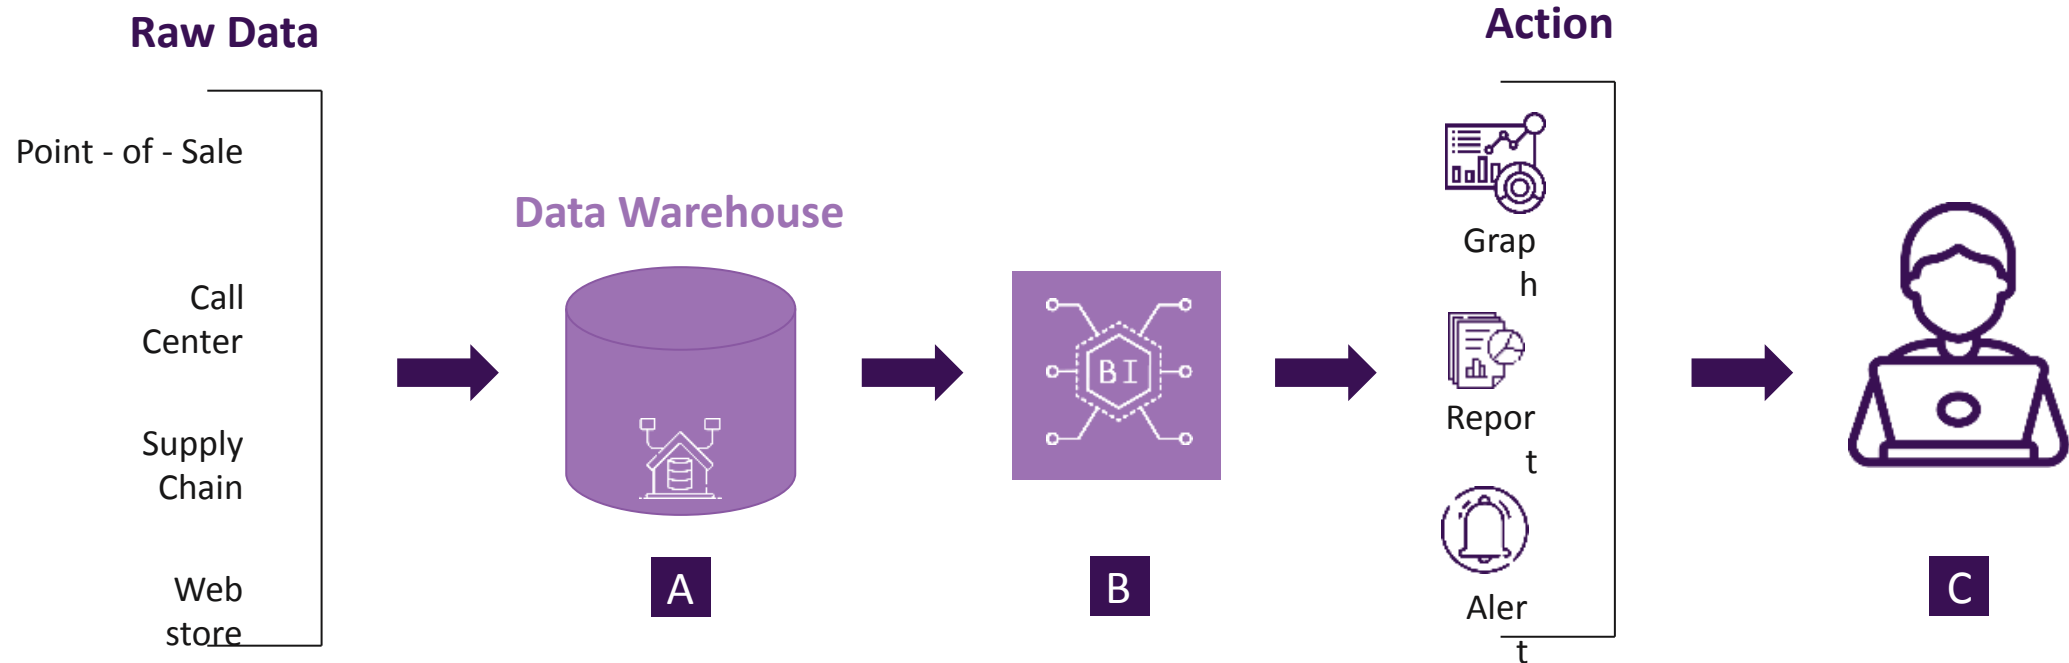 Raw Data
Point - of - Sale
Call
Center
Supply
Chain
Web
store
Data Warehouse
A
BI
B
Action
Grap
h
Repor
t
Aler
t
C